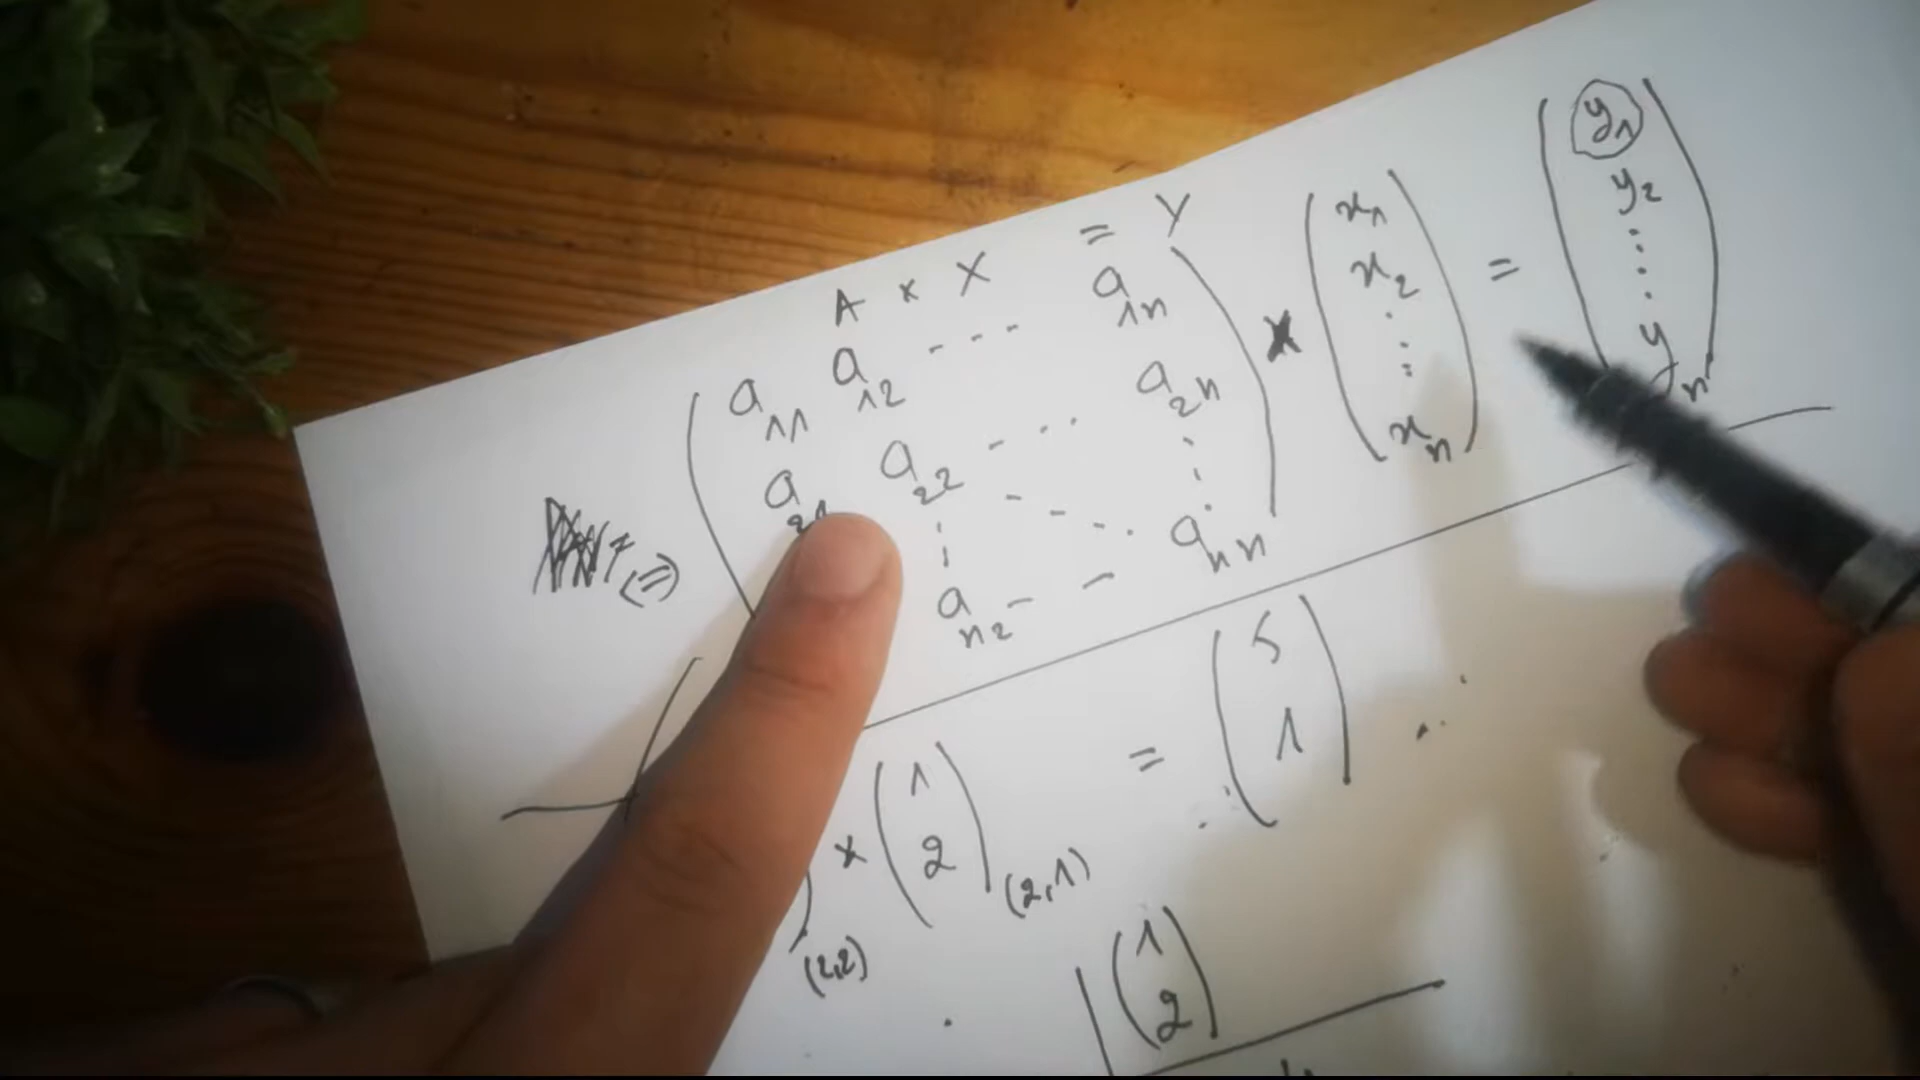 A × X = Y
(=)
( a₁₁ a₁₂ - - - a₁ₙ ) × ( x₁ ) = ( y₁ )
( a₂₁ a₂₂ - ... a₂ₙ ) ( x₂ ) ( y₂ )
( aₙ₂ - - - aₙₙ ) ( xₙ ) ( yₙ )
) (2,2) × ( 1 2 ) (2,1) = ( 5 1 )
( 1 2 )